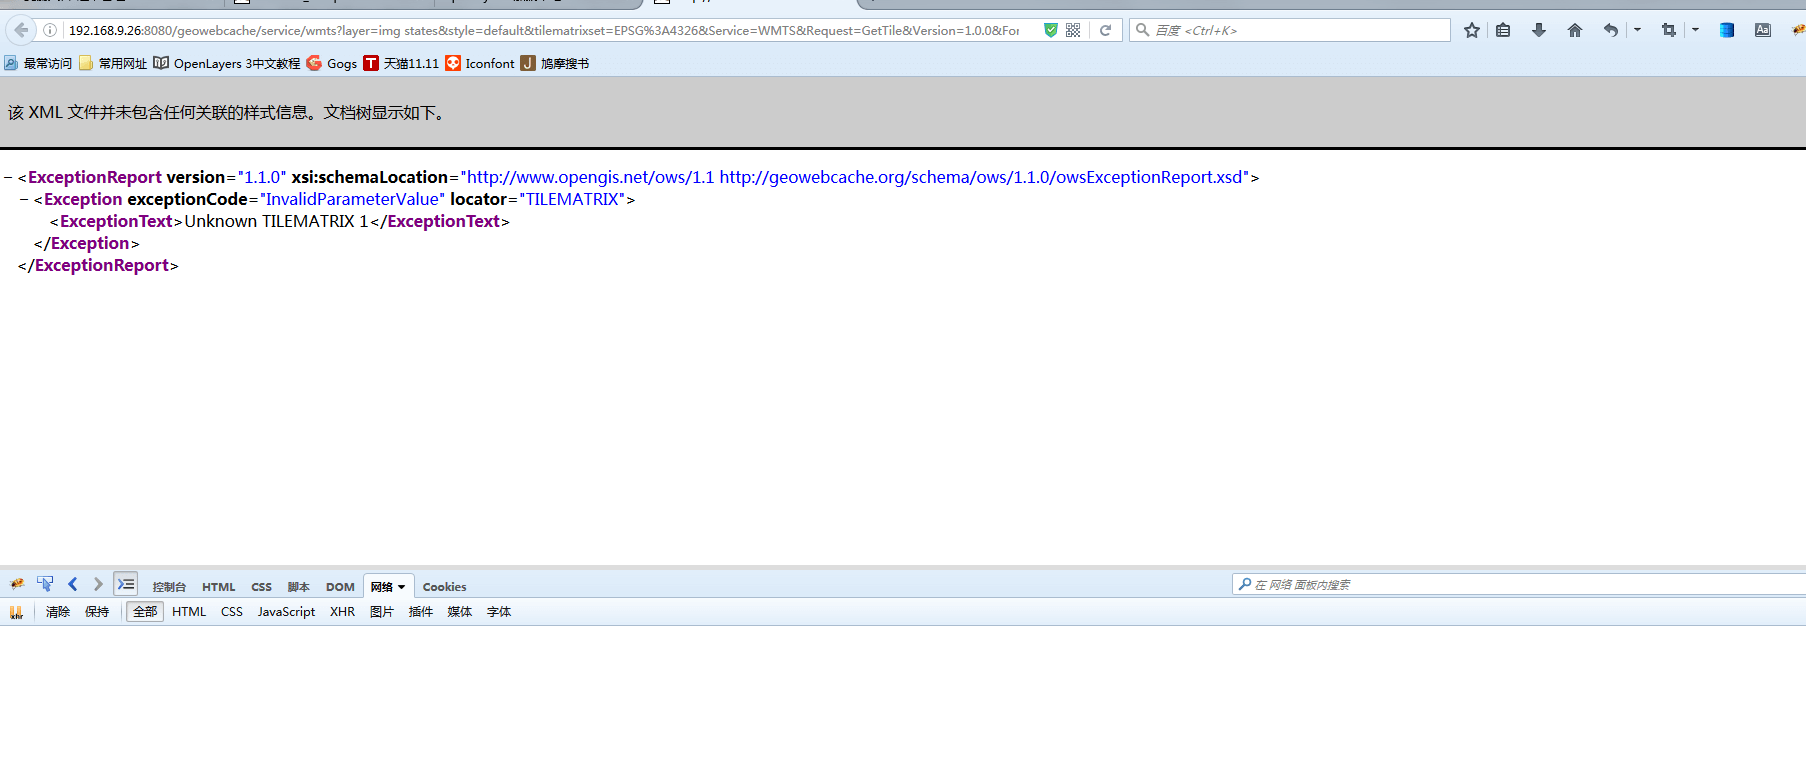 192.168.9.26:8080/geowebcache/service/wmts?layer=img states&style=default&tilematrixset=EPSG%3A4326&Service=WMTS&Request=GetTile&Version=1.0.0&For
百度 <Ctrl+K>
最常访问 常用网址 OpenLayers 3中文教程 Gogs 天猫11.11 Iconfont 鸠摩搜书
该 XML 文件并未包含任何关联的样式信息。文档树显示如下。
− <ExceptionReport version="1.1.0" xsi:schemaLocation="http://www.opengis.net/ows/1.1 http://geowebcache.org/schema/ows/1.1.0/owsExceptionReport.xsd">
− <Exception exceptionCode="InvalidParameterValue" locator="TILEMATRIX">
<ExceptionText>Unknown TILEMATRIX 1</ExceptionText>
</Exception>
</ExceptionReport>
控制台 HTML CSS 脚本 DOM 网络 Cookies
在 网络 面板内搜索
xhr 清除 保持 全部 HTML CSS JavaScript XHR 图片 插件 媒体 字体